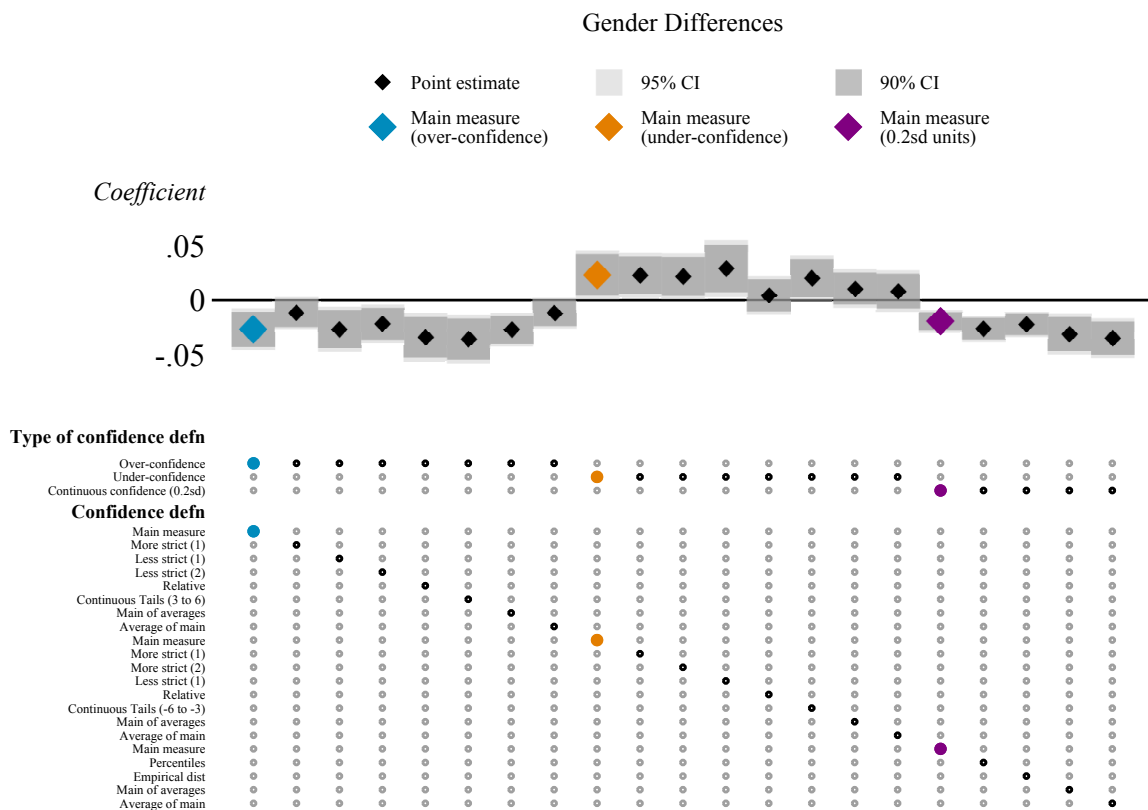 Gender Differences
Point estimate
95% CI
90% CI
Main measure
(over-confidence)
Main measure
(under-confidence)
Main measure
(0.2sd units)
Coefficient
.05
0
-.05
Type of confidence defn
Over-confidence
Under-confidence
Continuous confidence (0.2sd)
Confidence defn
Main measure
More strict (1)
Less strict (1)
Less strict (2)
Relative
Continuous Tails (3 to 6)
Main of averages
Average of main
Main measure
More strict (1)
More strict (2)
Less strict (1)
Relative
Continuous Tails (-6 to -3)
Main of averages
Average of main
Main measure
Percentiles
Empirical dist
Main of averages
Average of main